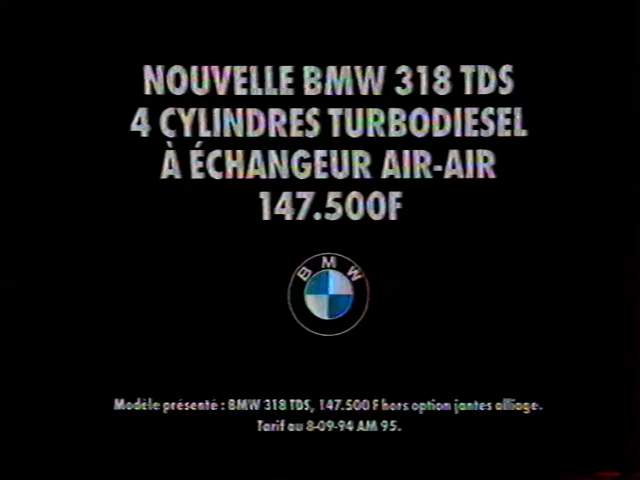 NOUVELLE BMW 318 TDS
4 CYLINDRES TURBODIESEL
À ÉCHANGEUR AIR-AIR
147.500F
BMW
Modèle présenté : BMW 318 TDS, 147.500 F hors option jantes alliage.
Tarif au 8-09-94 AM 95.